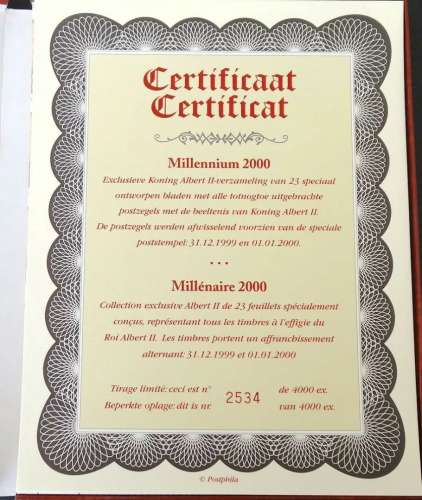 Certificaat
Certificat
Millennium 2000
Exclusieve Koning Albert II-verzameling van 23 speciaal
ontworpen bladen met alle totnogtoe uitgebrachte
postzegels met de beeltenis van Koning Albert II.
De postzegels werden afwisselend voorzien van de speciale
poststempel: 31.12.1999 en 01.01.2000.
• • •
Millénaire 2000
Collection exclusive Albert II de 23 feuillets spécialement
conçus, représentant tous les timbres à l'effigie du
Roi Albert II. Les timbres portent un affranchissement
alternant: 31.12.1999 et 01.01.2000
Tirage limité: ceci est n° 2534 de 4000 ex.
Beperkte oplage: dit is nr. van 4000 ex.
© Postphila